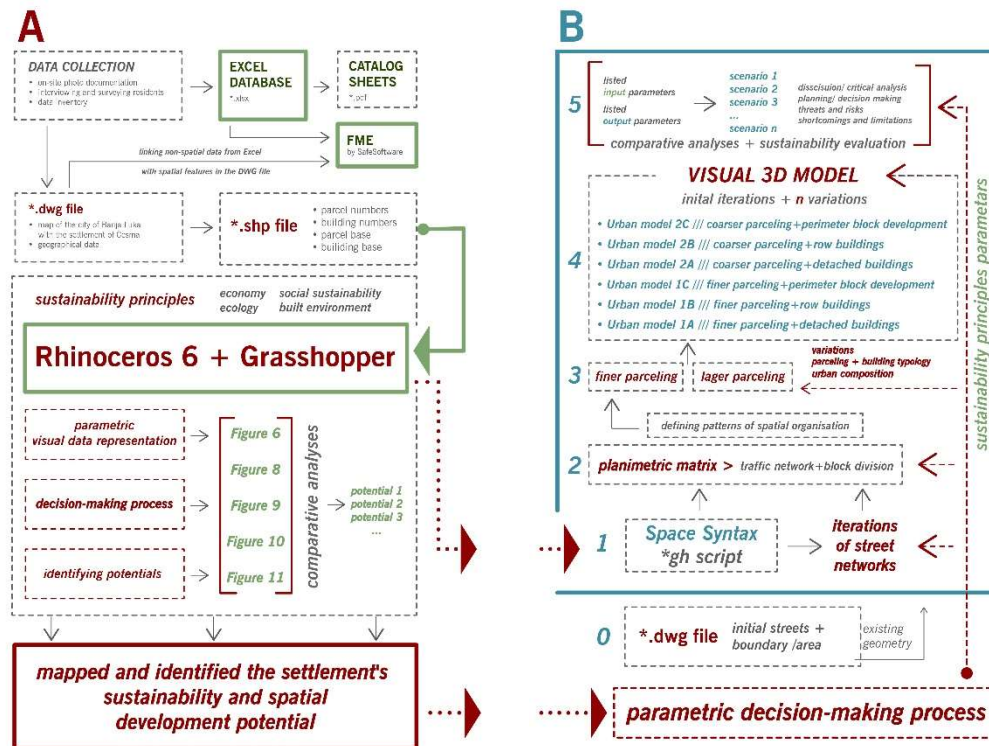 A
DATA COLLECTION
• on-site photo documentation
• interviewing and surveying residents
• data inventory
EXCEL
DATABASE
*.xlsx
CATALOG
SHEETS
*.pdf
FME
by SafeSoftware
linking non-spatial data from Excel
with spatial features in the DWG file
*.dwg file
• map of the city of Banja Luka
with the settlement of Cesma
• geographical data
*.shp file
• parcel numbers
• building numbers
• parcel base
• builiding base
sustainability principles
economy
ecology
social sustainability
built environment
Rhinoceros 6 + Grasshopper
parametric
visual data representation
decision-making process
identifying potentials
Figure 6
Figure 8
Figure 9
Figure 10
Figure 11
comparative analyses
potential 1
potential 2
potential 3
...
mapped and identified the settlement's
sustainability and spatial
development potential
B
5
listed
input parameters
listed
output parameters
scenario 1
scenario 2
scenario 3
...
scenario n
disscisuion/ critical analysis
planning/ decision making
threats and risks
shortcomings and limitations
comparative analyses + sustainability evaluation
4
VISUAL 3D MODEL
inital iterations + n variations
• Urban model 2C /// coarser parceling+perimeter block development
• Urban model 2B /// coarser parceling+row buildings
• Urban model 2A /// coarser parceling+detached buildings
• Urban model 1C /// finer parceling+perimeter block development
• Urban model 1B /// finer parceling+row buildings
• Urban model 1A /// finer parceling+detached buildings
3
finer parceling
lager parceling
variations
parceling + building typology
urban composition
defining patterns of spatial organisation
2
planimetric matrix > traffic network+block division
1
Space Syntax
*gh script
iterations
of street
networks
0
*.dwg file
initial streets +
boundary /area
existing
geometry
sustainability principles parametars
parametric decision-making process